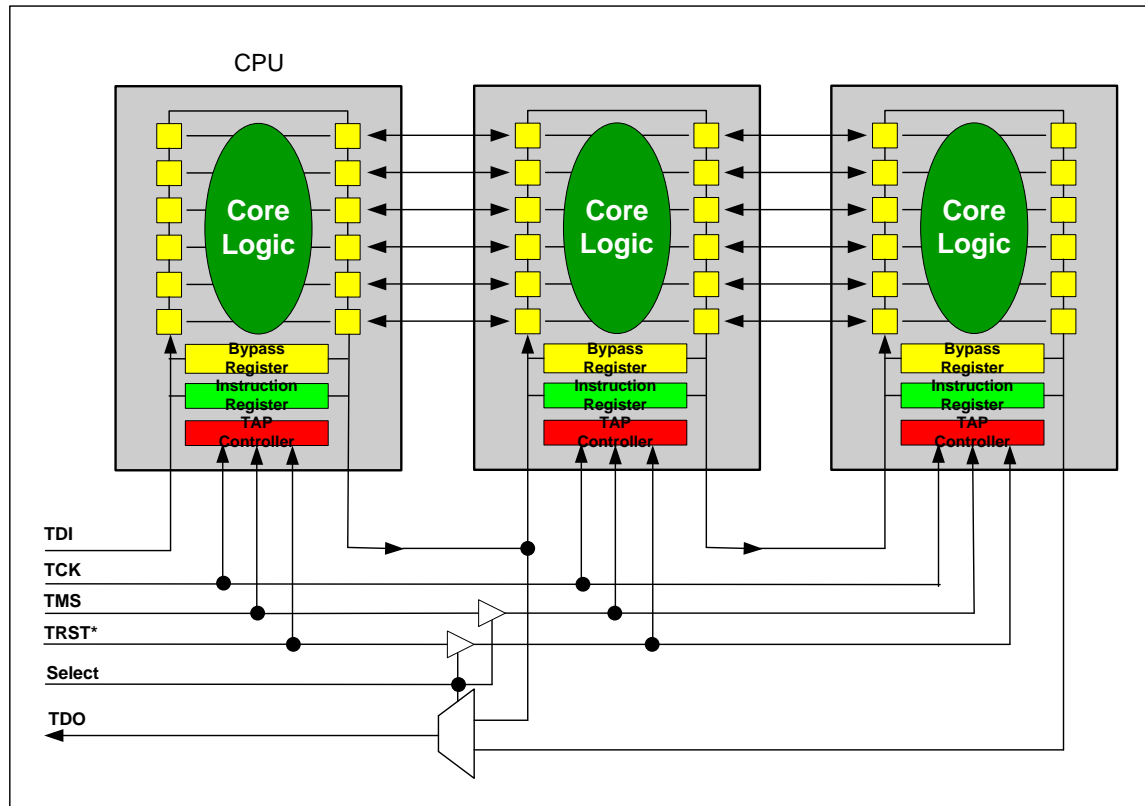 CPU
Core
Logic
Core
Logic
Core
Logic
Bypass
Register
Bypass
Register
Bypass
Register
Instruction
Register
Instruction
Register
Instruction
Register
TAP
Controller
TAP
Controller
TAP
Controller
TDI
TCK
TMS
TRST*
Select
TDO